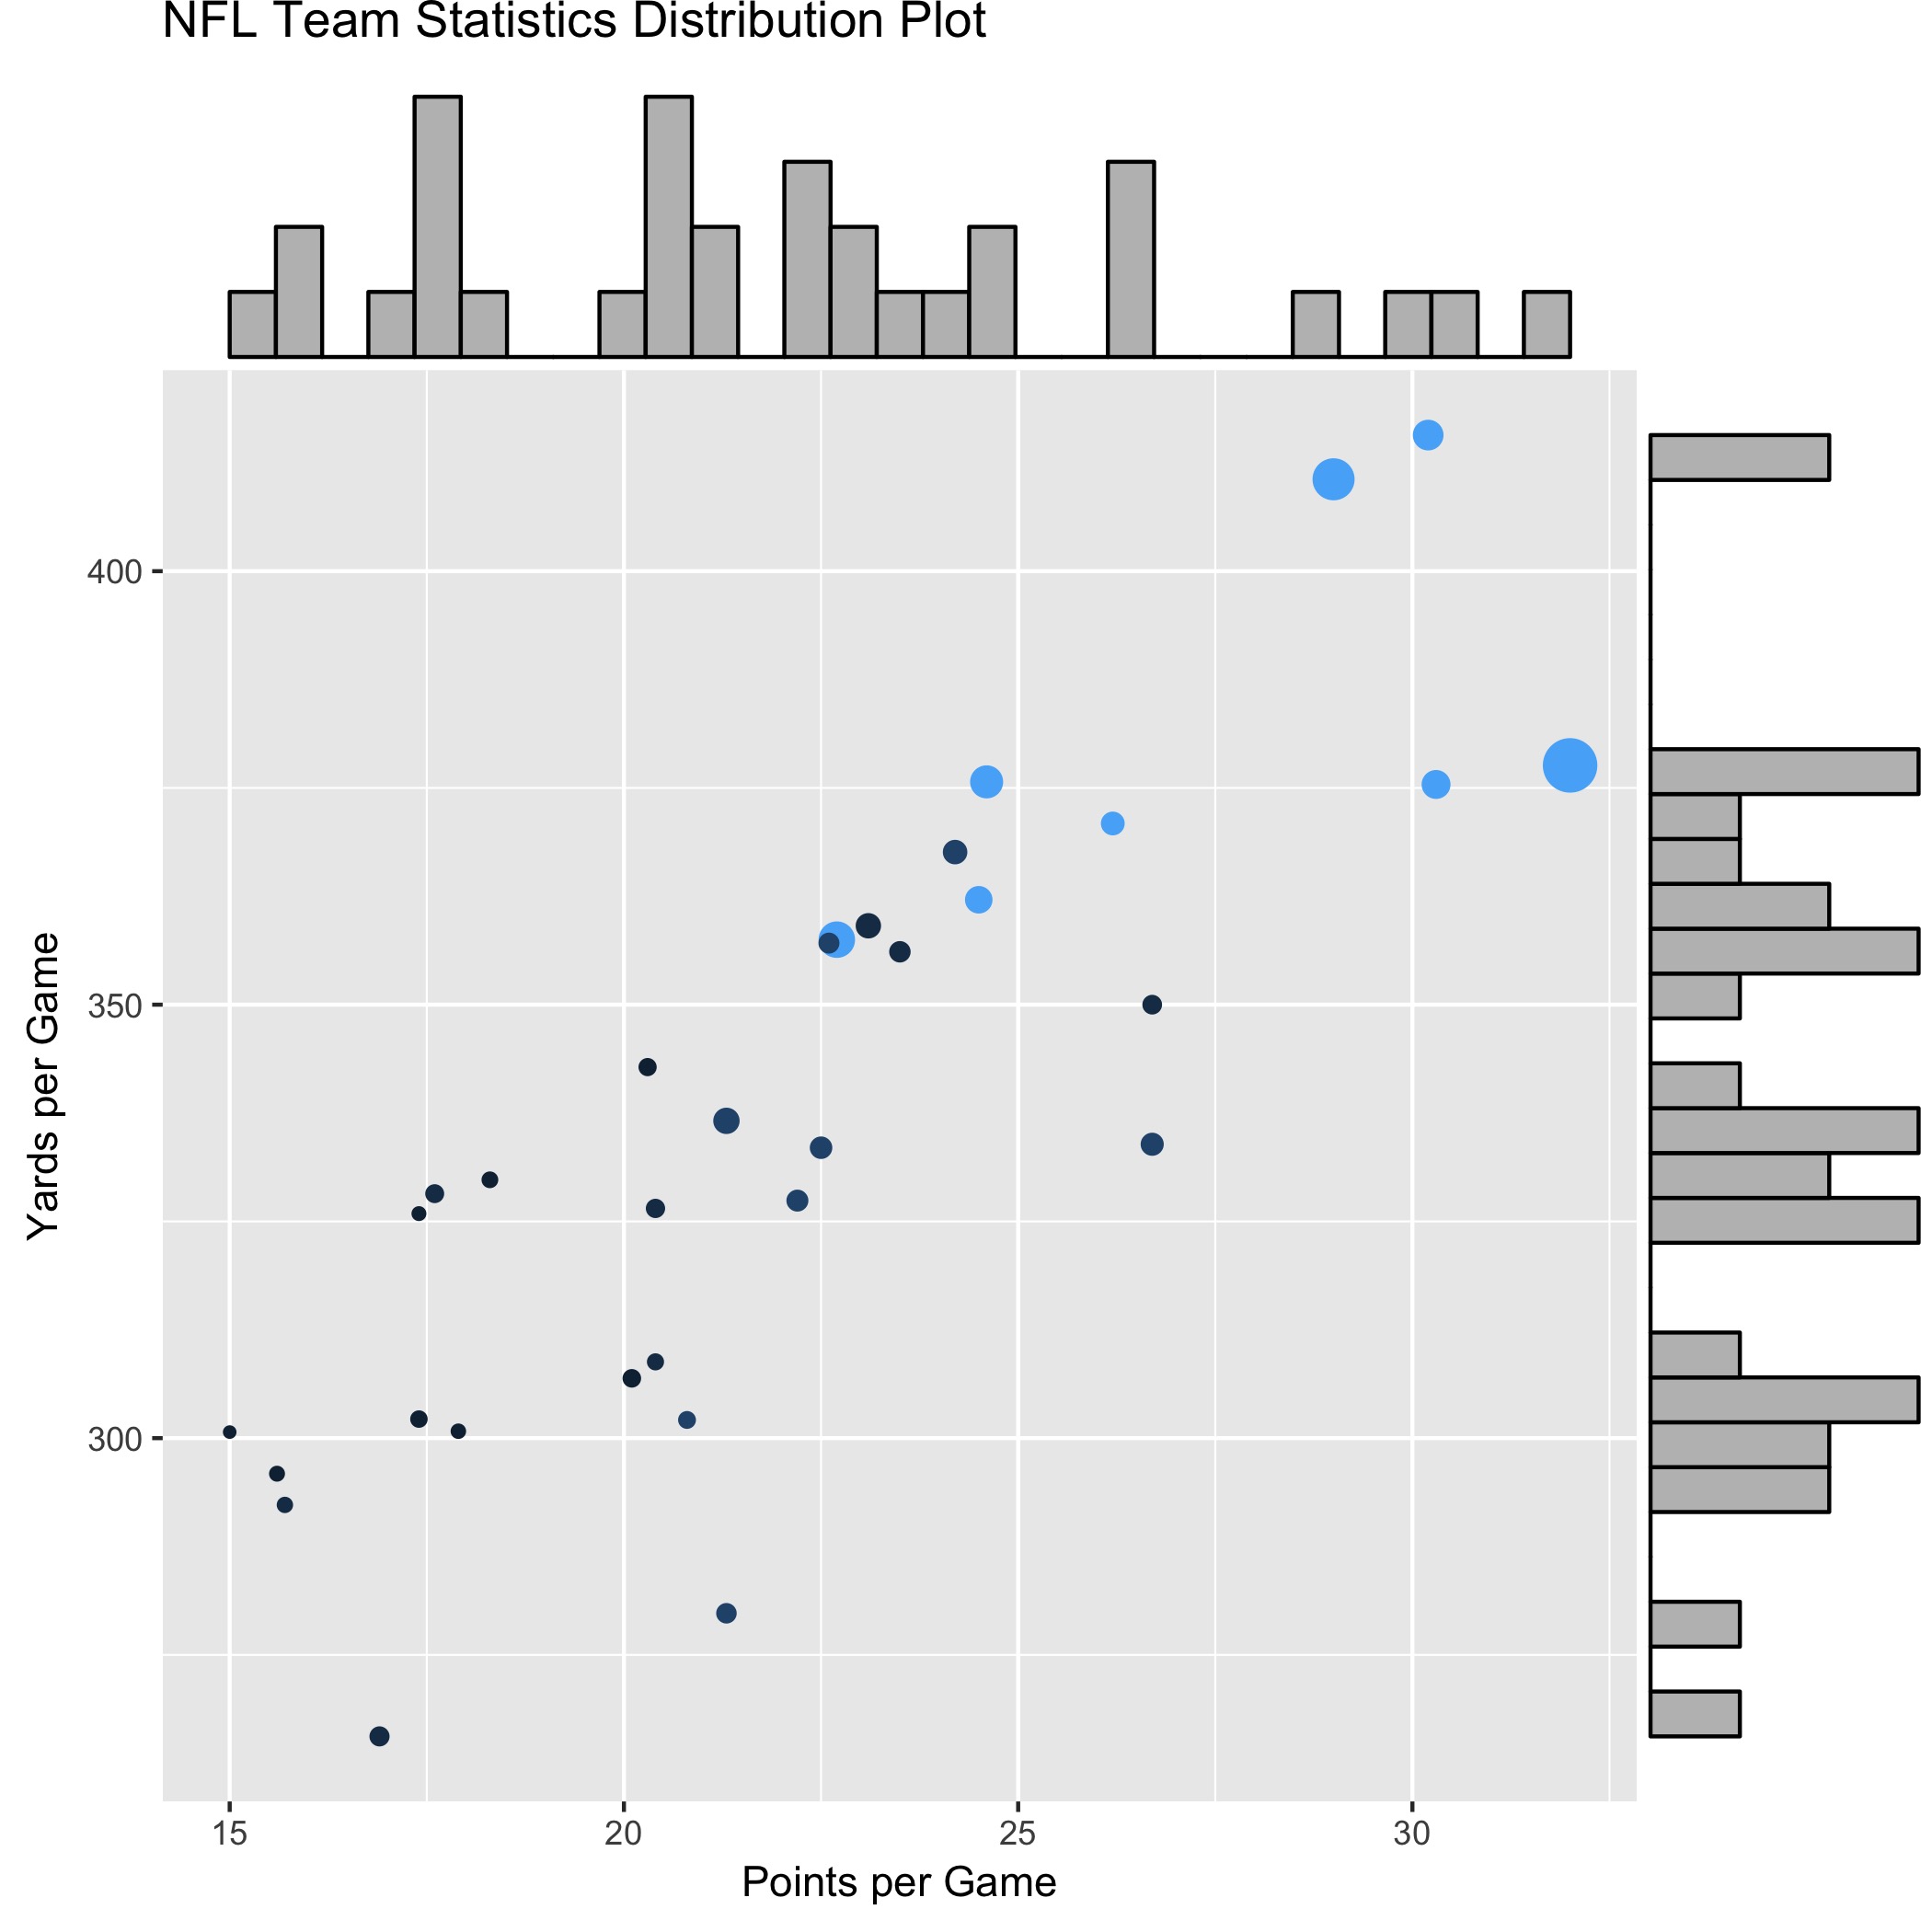 NFL Team Statistics Distribution Plot
400
350
300
Yards per Game
15 20 25 30
Points per Game